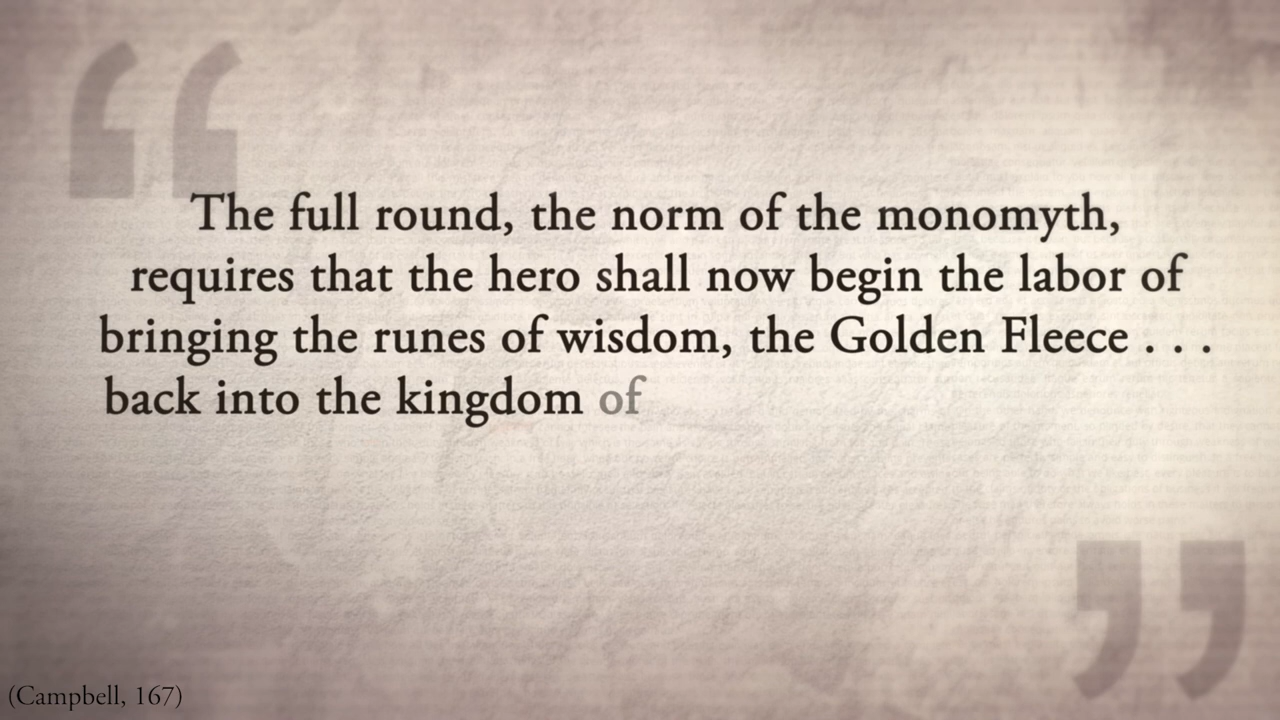 The full round, the norm of the monomyth,
requires that the hero shall now begin the labor of
bringing the runes of wisdom, the Golden Fleece . . .
back into the kingdom of
(Campbell, 167)